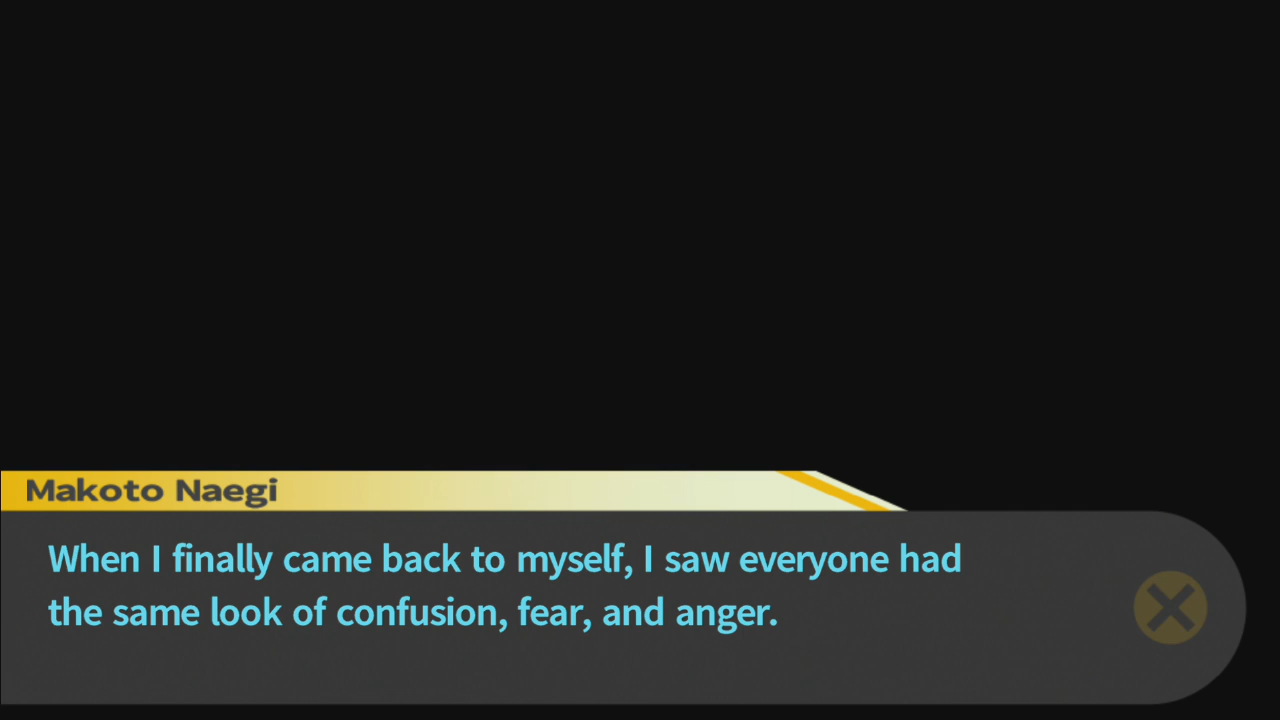 Makoto Naegi
When I finally came back to myself, I saw everyone had
the same look of confusion, fear, and anger.